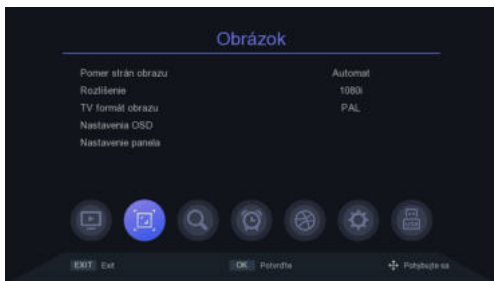 Obrázok
Pomer strán obrazu Automat
Rozlíšenie 1080i
TV formát obrazu PAL
Nastavenia OSD
Nastavenie panela
USB
EXIT Exit OK Potvrďte Pohybujte sa